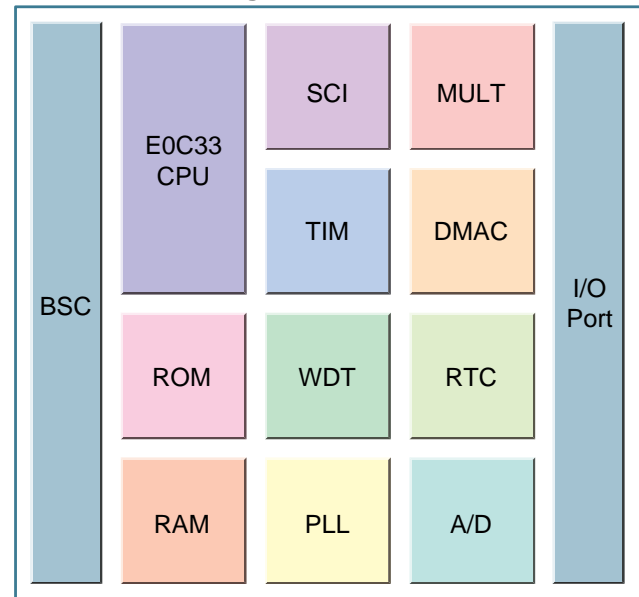 SCI
MULT
E0C33
CPU
TIM
DMAC
BSC
I/O
Port
ROM
WDT
RTC
RAM
PLL
A/D